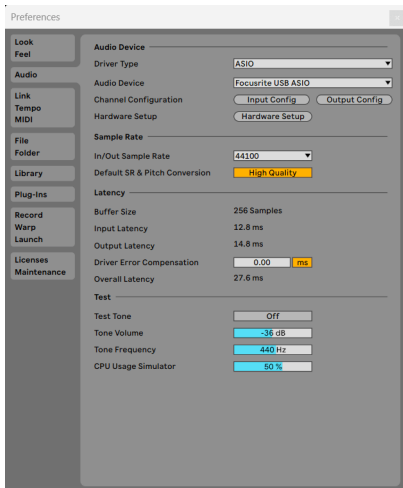 Preferences
Look
Feel
Audio
Link
Tempo
MIDI
File
Folder
Library
Plug-Ins
Record
Warp
Launch
Licenses
Maintenance
Audio Device
Driver Type ASIO
Audio Device Focusrite USB ASIO
Channel Configuration Input Config Output Config
Hardware Setup Hardware Setup
Sample Rate
In/Out Sample Rate 44100
Default SR & Pitch Conversion High Quality
Latency
Buffer Size 256 Samples
Input Latency 12.8 ms
Output Latency 14.8 ms
Driver Error Compensation 0.00 ms
Overall Latency 27.6 ms
Test
Test Tone Off
Tone Volume -36 dB
Tone Frequency 440 Hz
CPU Usage Simulator 50 %